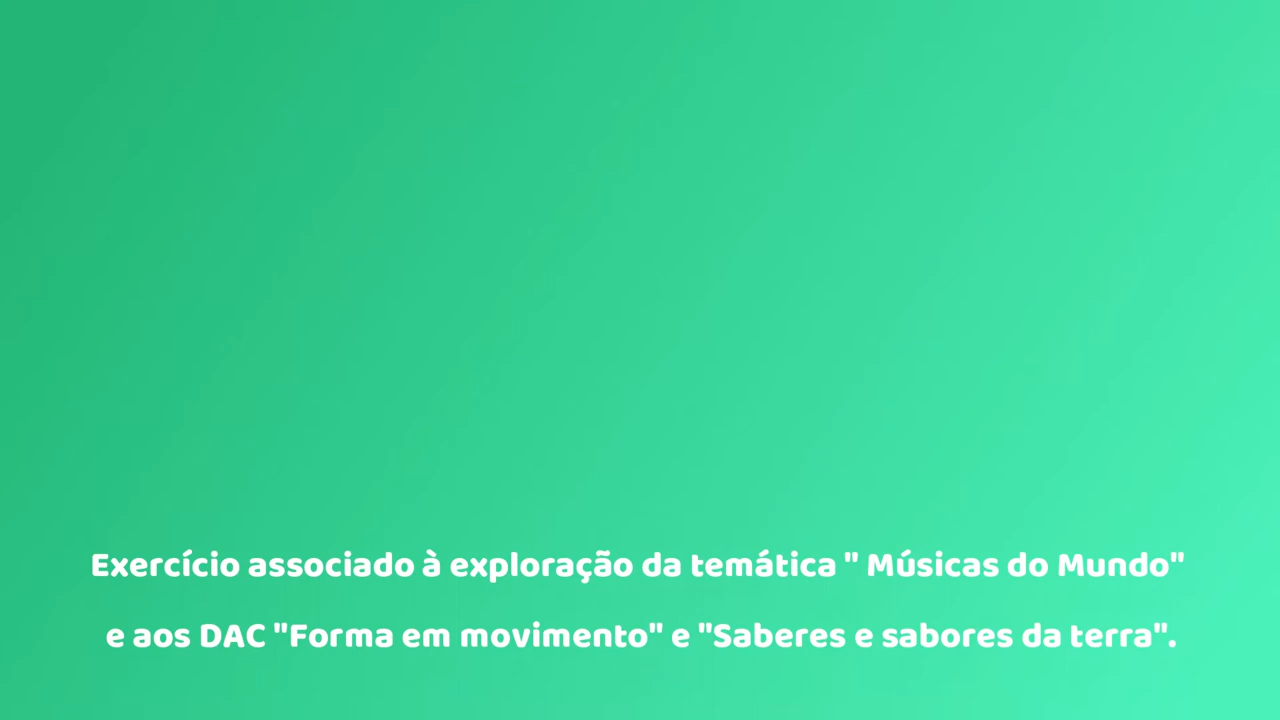 Exercício associado à exploração da temática " Músicas do Mundo"
e aos DAC "Forma em movimento" e "Saberes e sabores da terra".